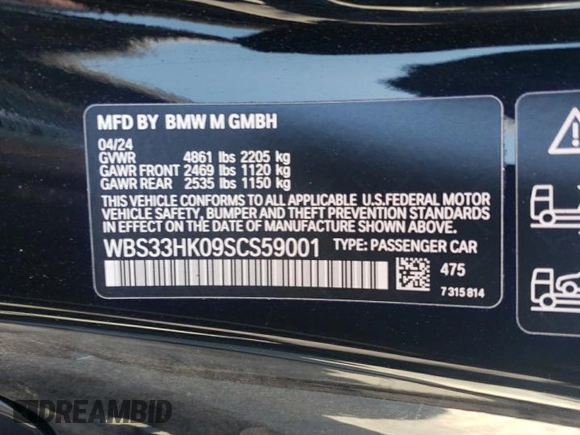 MFD BY BMW M GMBH
04/24
GVWR 4861 lbs 2205 kg
GAWR FRONT 2469 lbs 1120 kg
GAWR REAR 2535 lbs 1150 kg
THIS VEHICLE CONFORMS TO ALL APPLICABLE U.S.FEDERAL MOTOR
VEHICLE SAFETY, BUMPER AND THEFT PREVENTION STANDARDS
IN EFFECT ON THE DATE OF MANUFACTURE SHOWN ABOVE.
WBS33HK09SCS59001 TYPE: PASSENGER CAR
475
7 315 814
DREAMBID